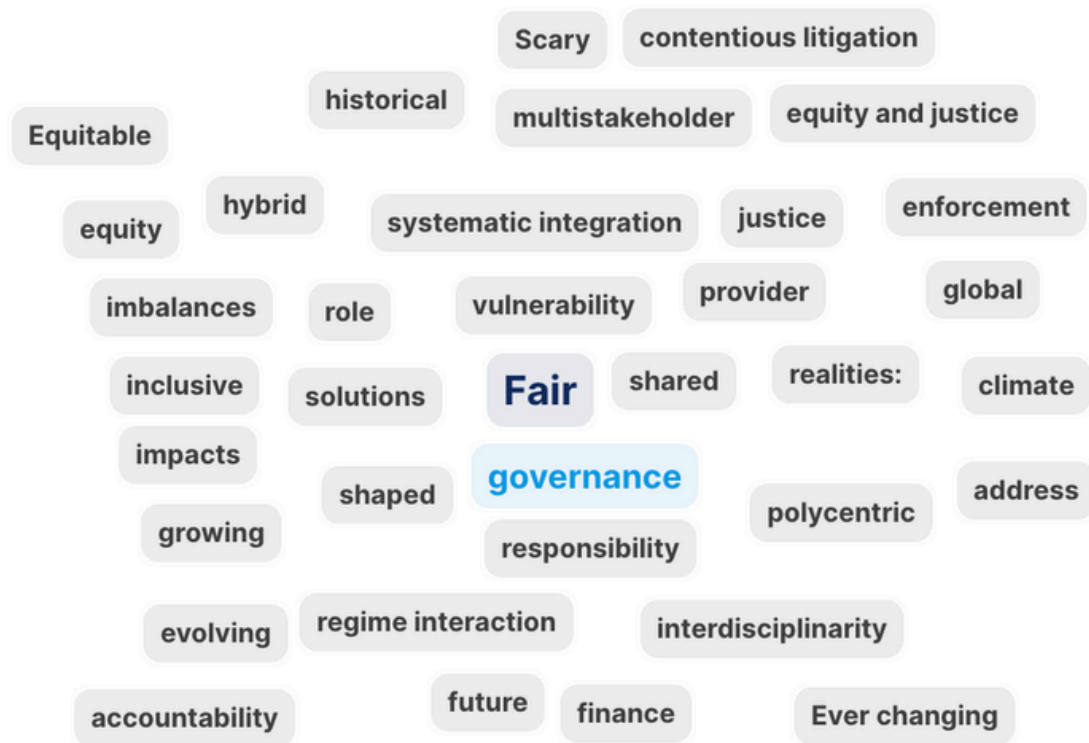 Scary
contentious litigation
historical
multistakeholder
equity and justice
Equitable
hybrid
systematic integration
justice
enforcement
equity
imbalances
role
vulnerability
provider
global
inclusive
solutions
Fair
shared
realities:
climate
impacts
shaped
governance
polycentric
address
growing
responsibility
evolving
regime interaction
interdisciplinarity
accountability
future
finance
Ever changing